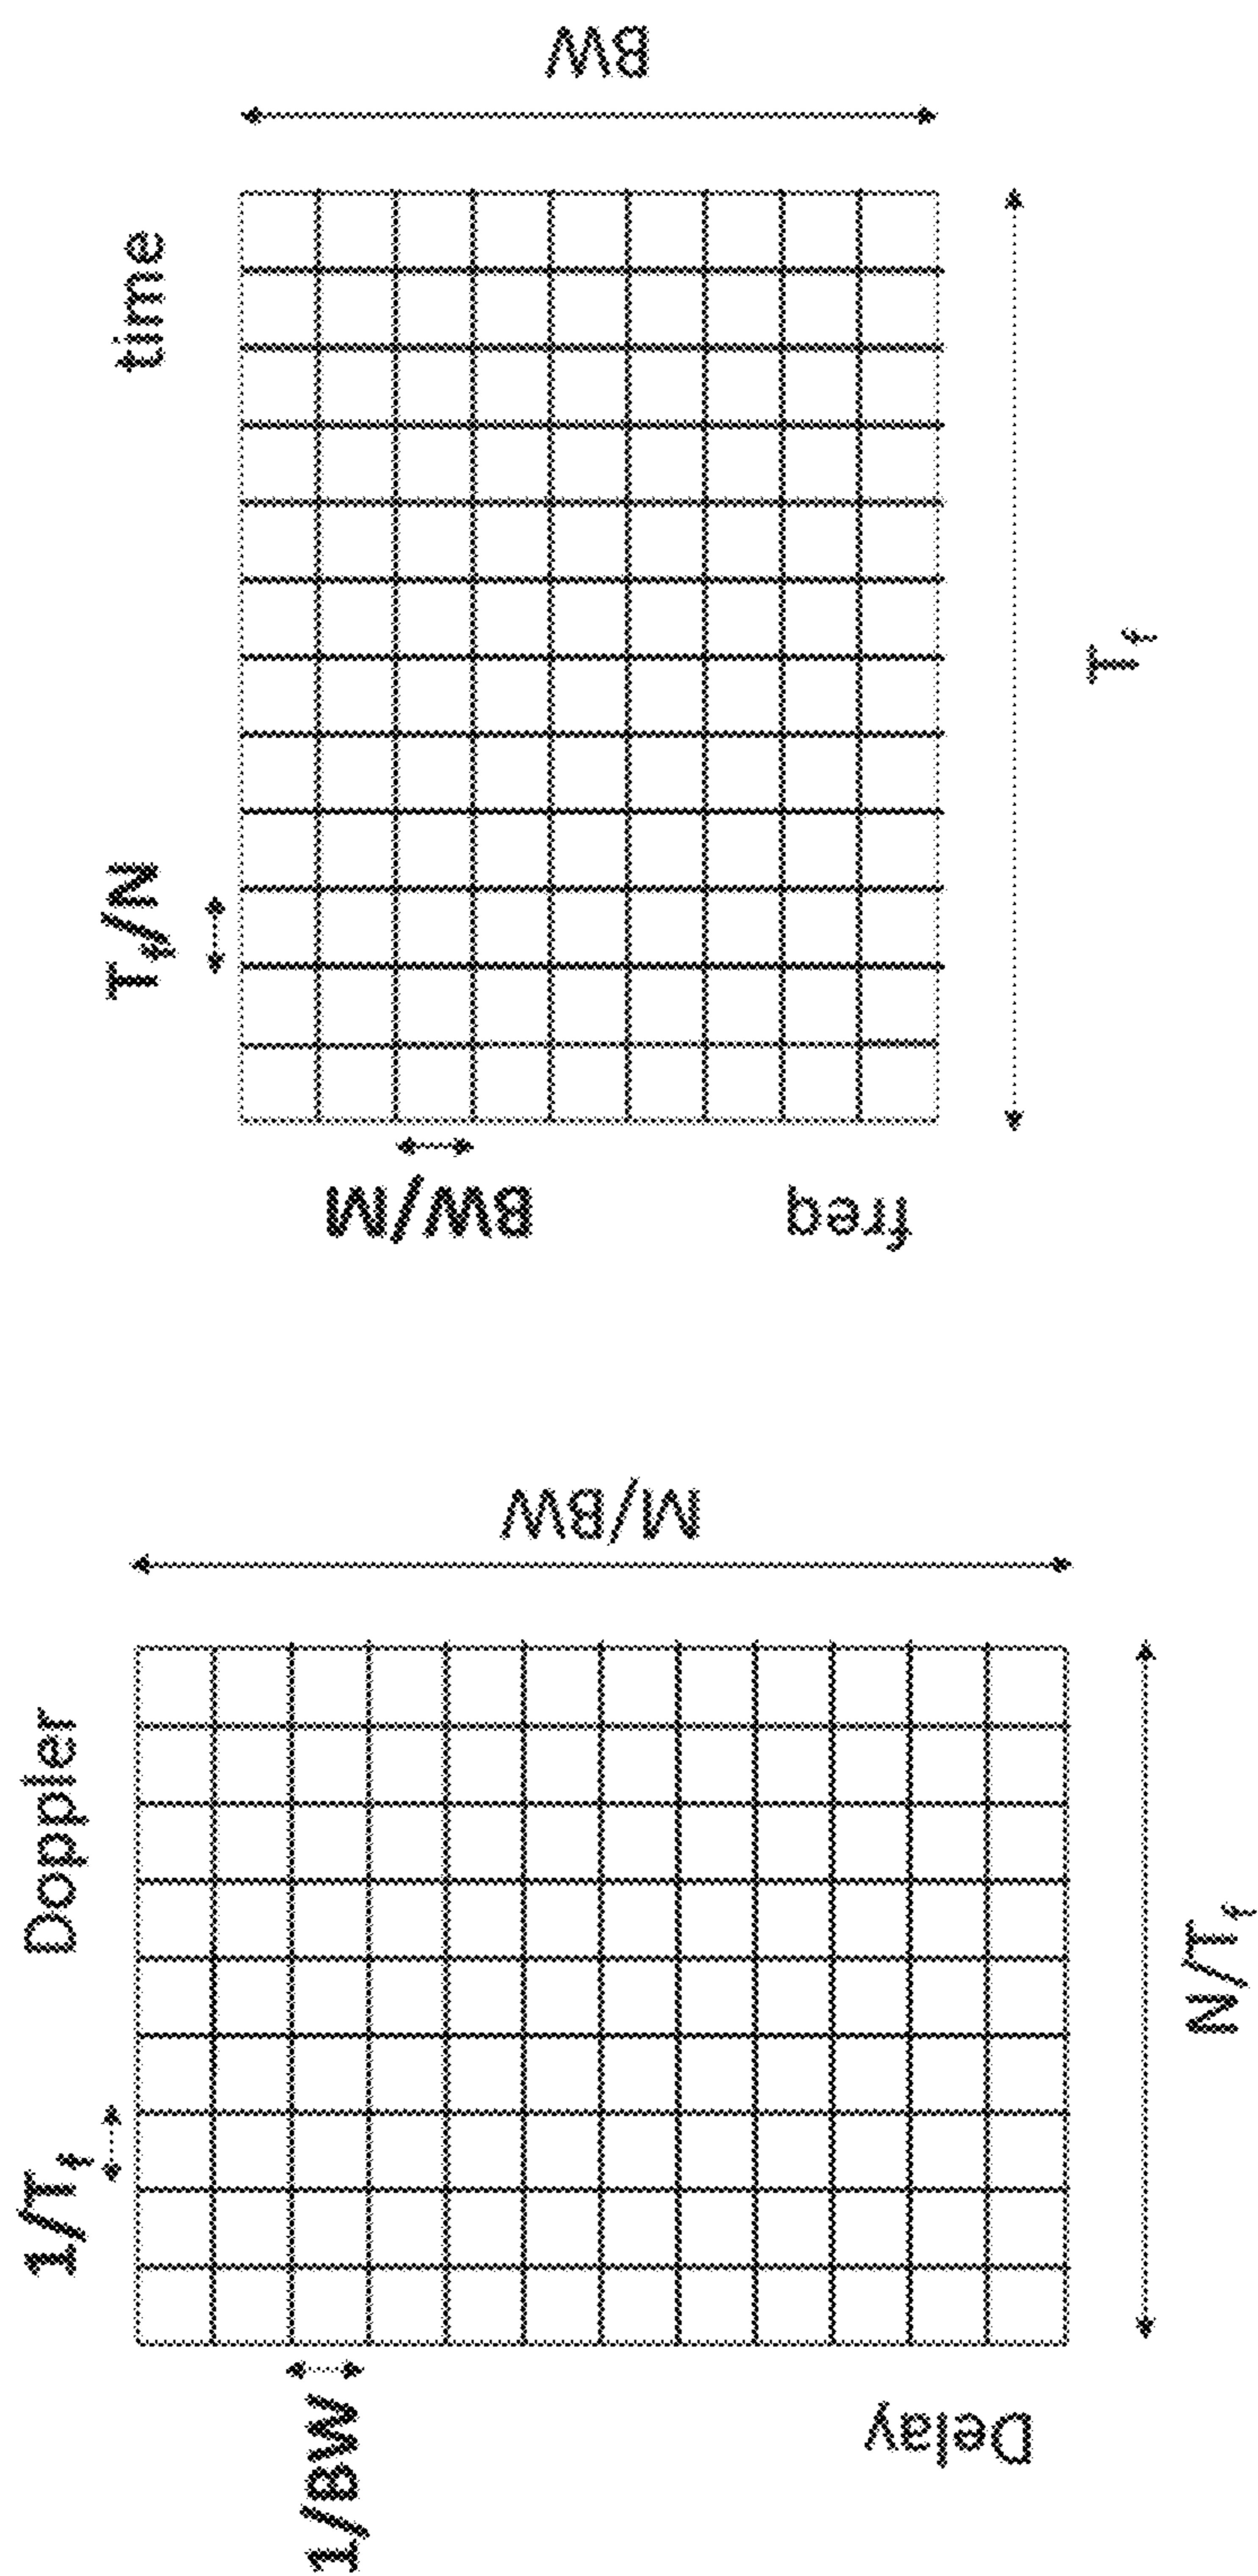 1/T_f
Doppler
1/BW
Delay
M/BW
N/T_f
T_f/N
time
BW/M
freq
BW
T_f